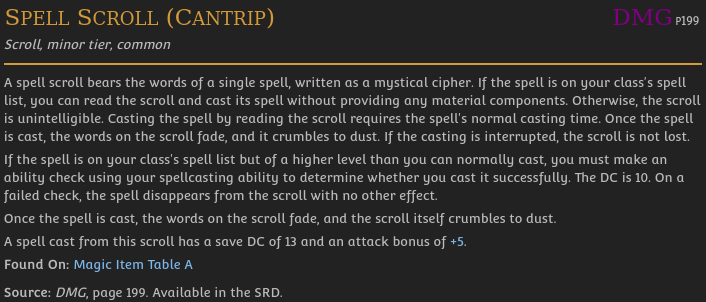 Spell Scroll (Cantrip) DMG p199
Scroll, minor tier, common
A spell scroll bears the words of a single spell, written as a mystical cipher. If the spell is on your class's spell
list, you can read the scroll and cast its spell without providing any material components. Otherwise, the scroll
is unintelligible. Casting the spell by reading the scroll requires the spell's normal casting time. Once the spell
is cast, the words on the scroll fade, and it crumbles to dust. If the casting is interrupted, the scroll is not lost.
If the spell is on your class's spell list but of a higher level than you can normally cast, you must make an
ability check using your spellcasting ability to determine whether you cast it successfully. The DC is 10. On a
failed check, the spell disappears from the scroll with no other effect.
Once the spell is cast, the words on the scroll fade, and the scroll itself crumbles to dust.
A spell cast from this scroll has a save DC of 13 and an attack bonus of +5.
Found On: Magic Item Table A
Source: DMG, page 199. Available in the SRD.